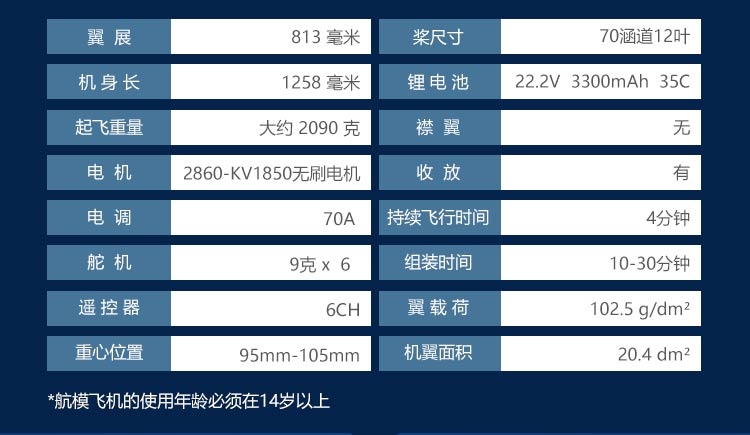 翼 展 813 毫米 桨尺寸 70涵道12叶
机 身 长 1258 毫米 锂 电 池 22.2V 3300mAh 35C
起飞重量 大约 2090 克 襟 翼 无
电 机 2860-KV1850无刷电机 收 放 有
电 调 70A 持续飞行时间 4分钟
舵 机 9克 x 6 组装时间 10-30分钟
遥 控 器 6CH 翼 载 荷 102.5 g/dm²
重心位置 95mm-105mm 机翼面积 20.4 dm²
*航模飞机的使用年龄必须在14岁以上